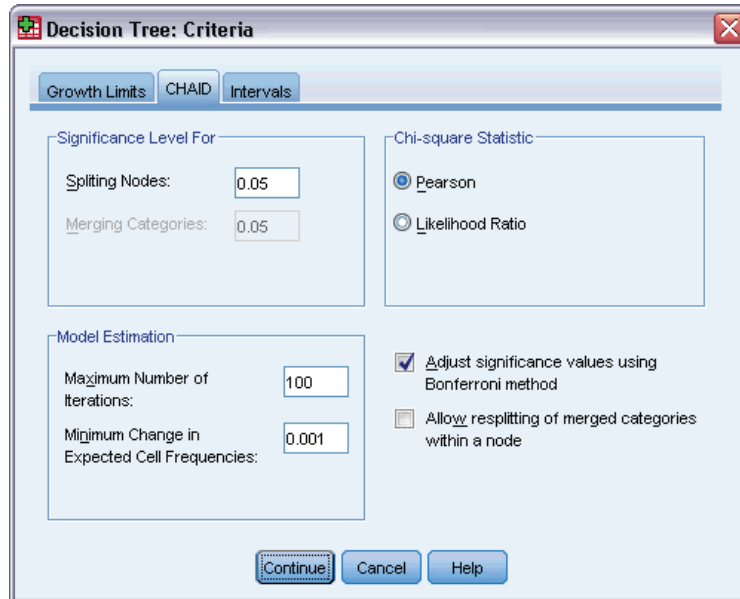 Decision Tree: Criteria
Growth Limits
CHAID
Intervals
Significance Level For
Spliting Nodes:
0.05
Merging Categories:
0.05
Chi-square Statistic
Pearson
Likelihood Ratio
Model Estimation
Maximum Number of
Iterations:
100
Minimum Change in
Expected Cell Frequencies:
0.001
Adjust significance values using
Bonferroni method
Allow resplitting of merged categories
within a node
Continue
Cancel
Help